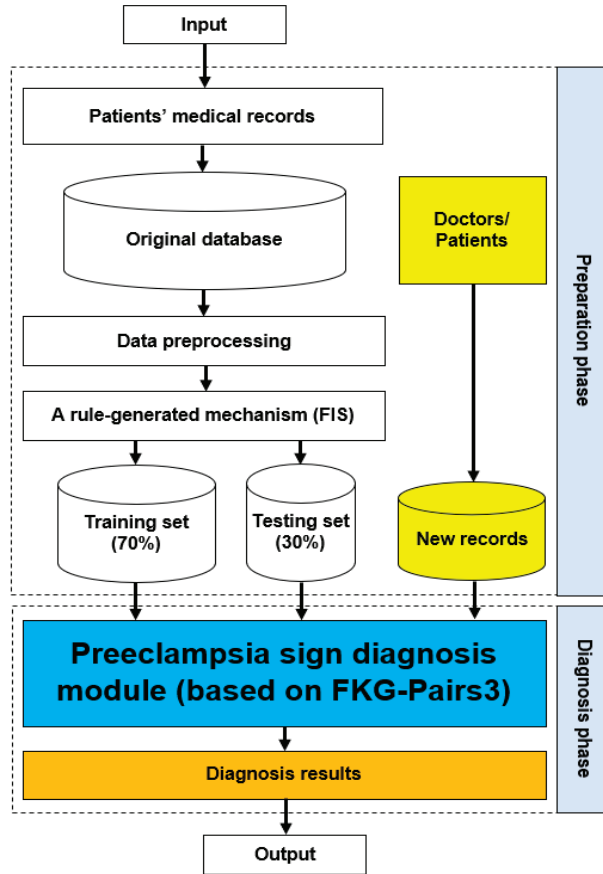 Input
Patients’ medical records
Original database
Doctors/
Patients
Data preprocessing
A rule-generated mechanism (FIS)
Training set
(70%)
Testing set
(30%)
New records
Preparation phase
Preeclampsia sign diagnosis
module (based on FKG-Pairs3)
Diagnosis results
Diagnosis phase
Output